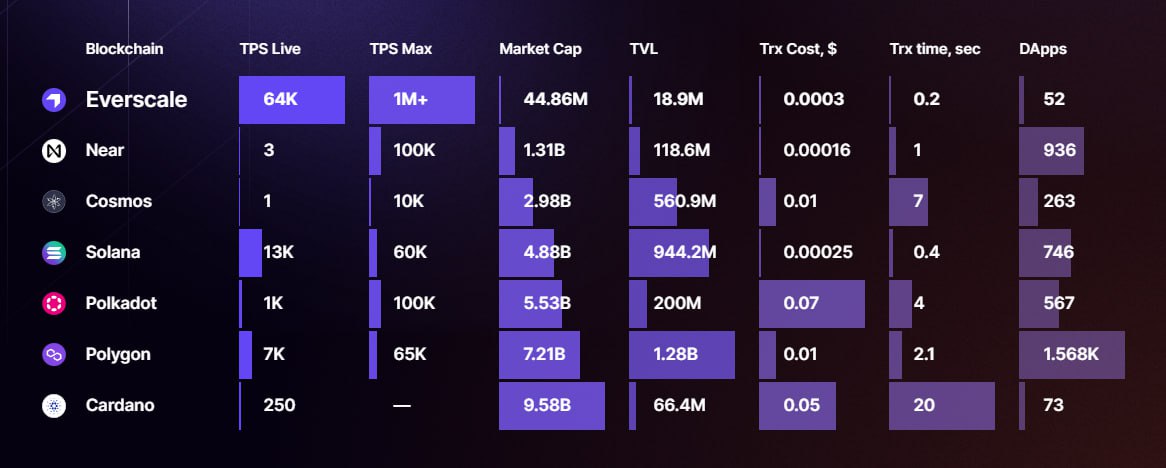 Blockchain TPS Live TPS Max Market Cap TVL Trx Cost, $ Trx time, sec DApps
Everscale 64K 1M+ 44.86M 18.9M 0.0003 0.2 52
Near 3 100K 1.31B 118.6M 0.00016 1 936
Cosmos 1 10K 2.98B 560.9M 0.01 7 263
Solana 13K 60K 4.88B 944.2M 0.00025 0.4 746
Polkadot 1K 100K 5.53B 200M 0.07 4 567
Polygon 7K 65K 7.21B 1.28B 0.01 2.1 1.568K
Cardano 250 — 9.58B 66.4M 0.05 20 73